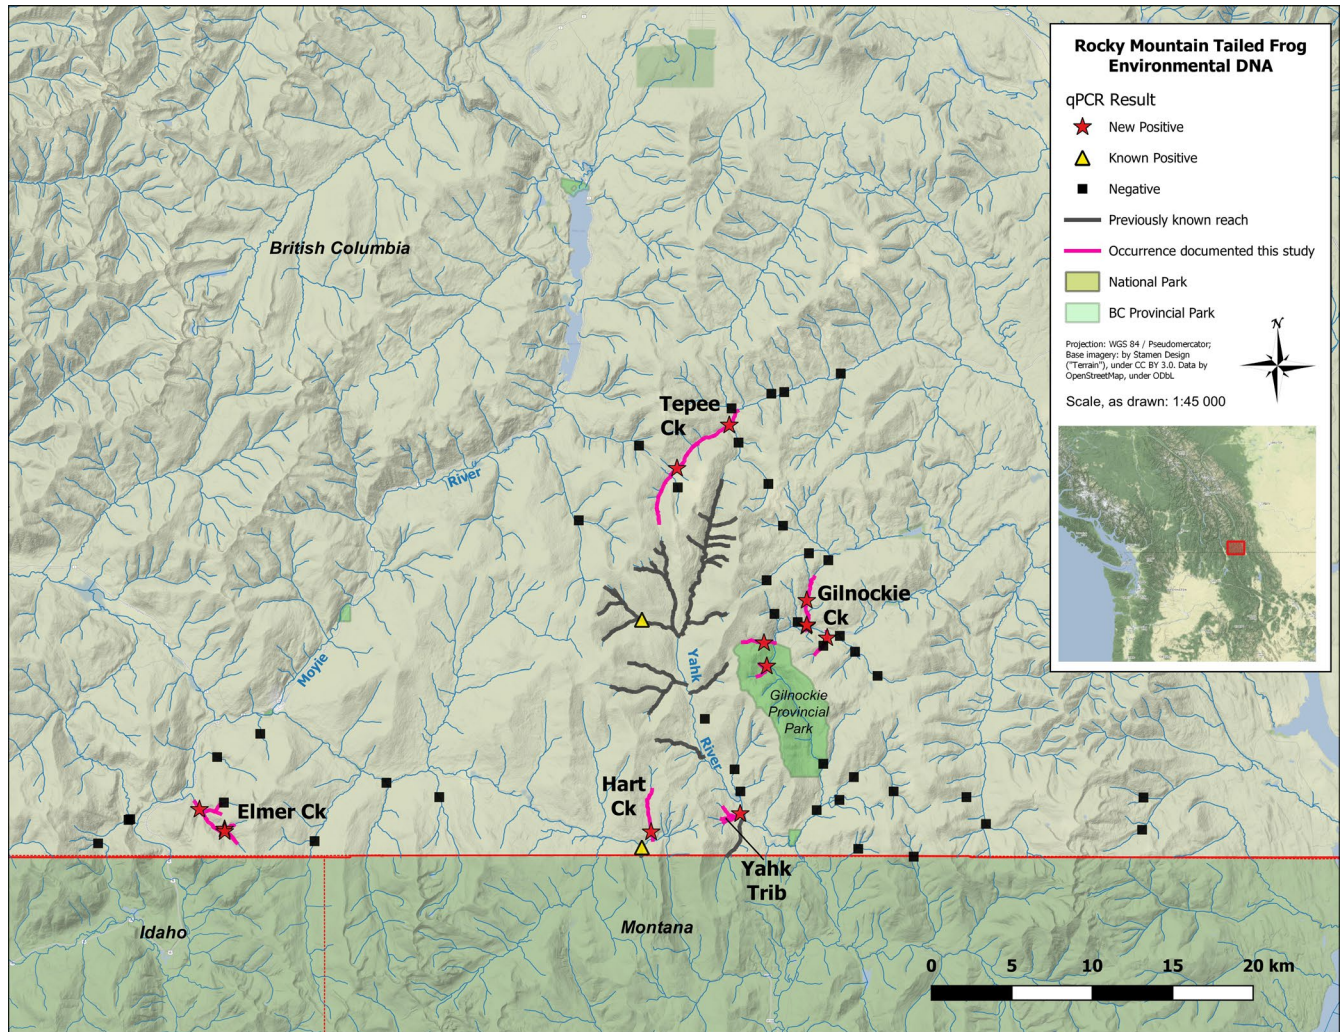 Rocky Mountain Tailed Frog
Environmental DNA
qPCR Result
New Positive
Known Positive
Negative
Previously known reach
Occurrence documented this study
National Park
BC Provincial Park
Projection: WGS 84 / Pseudomercator;
Base imagery: by Stamen Design
("Terrain"), under CC BY 3.0. Data by
OpenStreetMap, under ODbL
N
Scale, as drawn: 1:45 000
British Columbia
Tepee
Ck
River
Gilnockie
Ck
Moyie
Yahk
Gilnockie
Provincial
Park
River
Hart
Ck
Elmer Ck
Yahk
Trib
Idaho
Montana
0 5 10 15 20 km